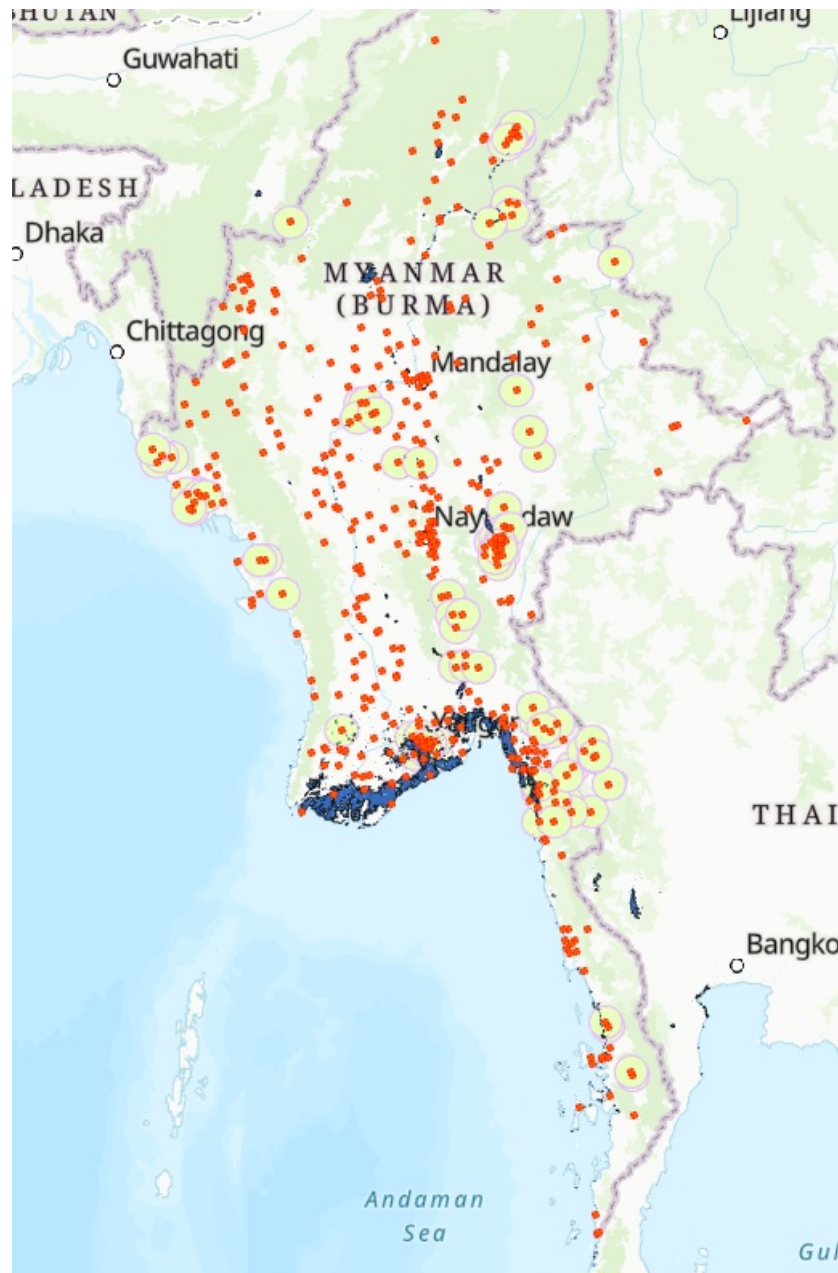 BHUTAN
Lijiang
Guwahati
LADESH
Dhaka
MYANMAR
(BURMA)
Chittagong
Mandalay
THAI
Bangko
Andaman
Sea
Gul